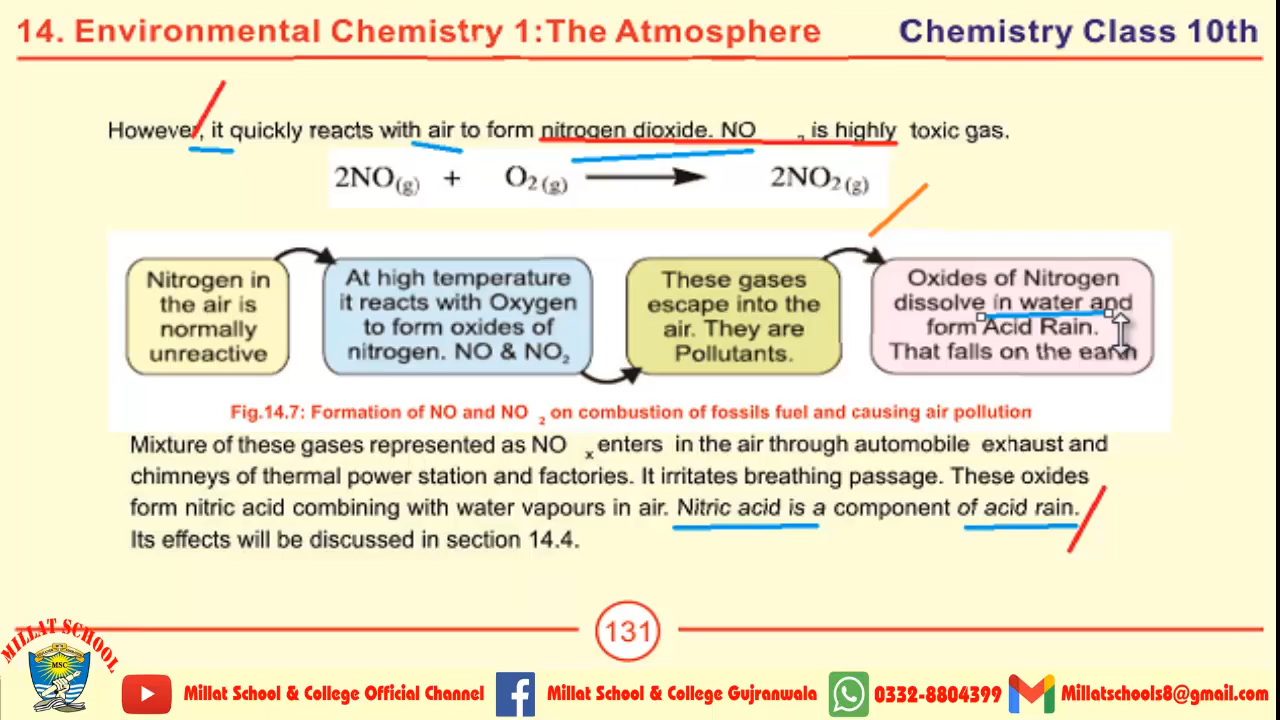 14. Environmental Chemistry 1:The Atmosphere Chemistry Class 10th
However, it quickly reacts with air to form nitrogen dioxide. NO ₂ is highly toxic gas.
2NO(g) + O2 (g) ⟶ 2NO2 (g)
Nitrogen in
the air is
normally
unreactive
At high temperature
it reacts with Oxygen
to form oxides of
nitrogen. NO & NO₂
These gases
escape into the
air. They are
Pollutants.
Oxides of Nitrogen
dissolve in water and
form Acid Rain.
That falls on the earth
Fig.14.7: Formation of NO and NO ₂ on combustion of fossils fuel and causing air pollution
Mixture of these gases represented as NO ₓ enters in the air through automobile exhaust and
chimneys of thermal power station and factories. It irritates breathing passage. These oxides
form nitric acid combining with water vapours in air. Nitric acid is a component of acid rain.
Its effects will be discussed in section 14.4.
131
MILLAT SCHOOL
MSC
Millat School & College Official Channel Millat School & College Gujranwala 0332-8804399 Millatschools8@gmail.com